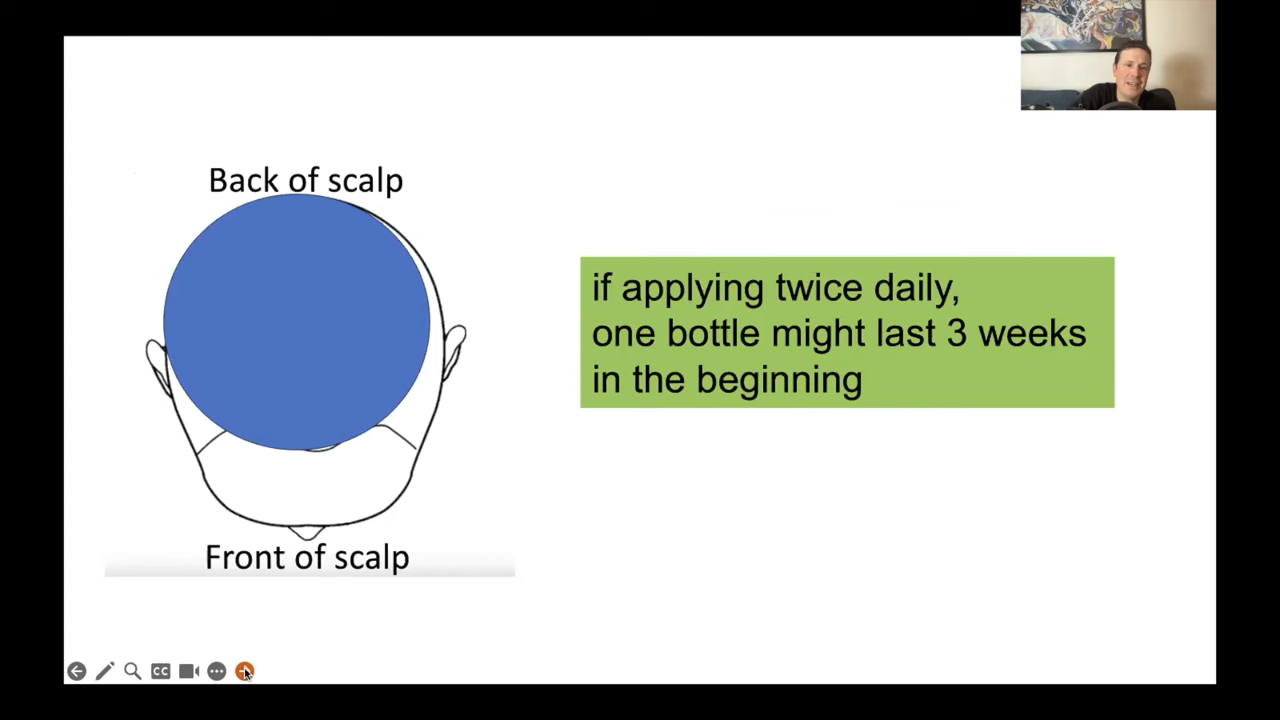 Back of scalp
if applying twice daily,
one bottle might last 3 weeks
in the beginning
Front of scalp
CC